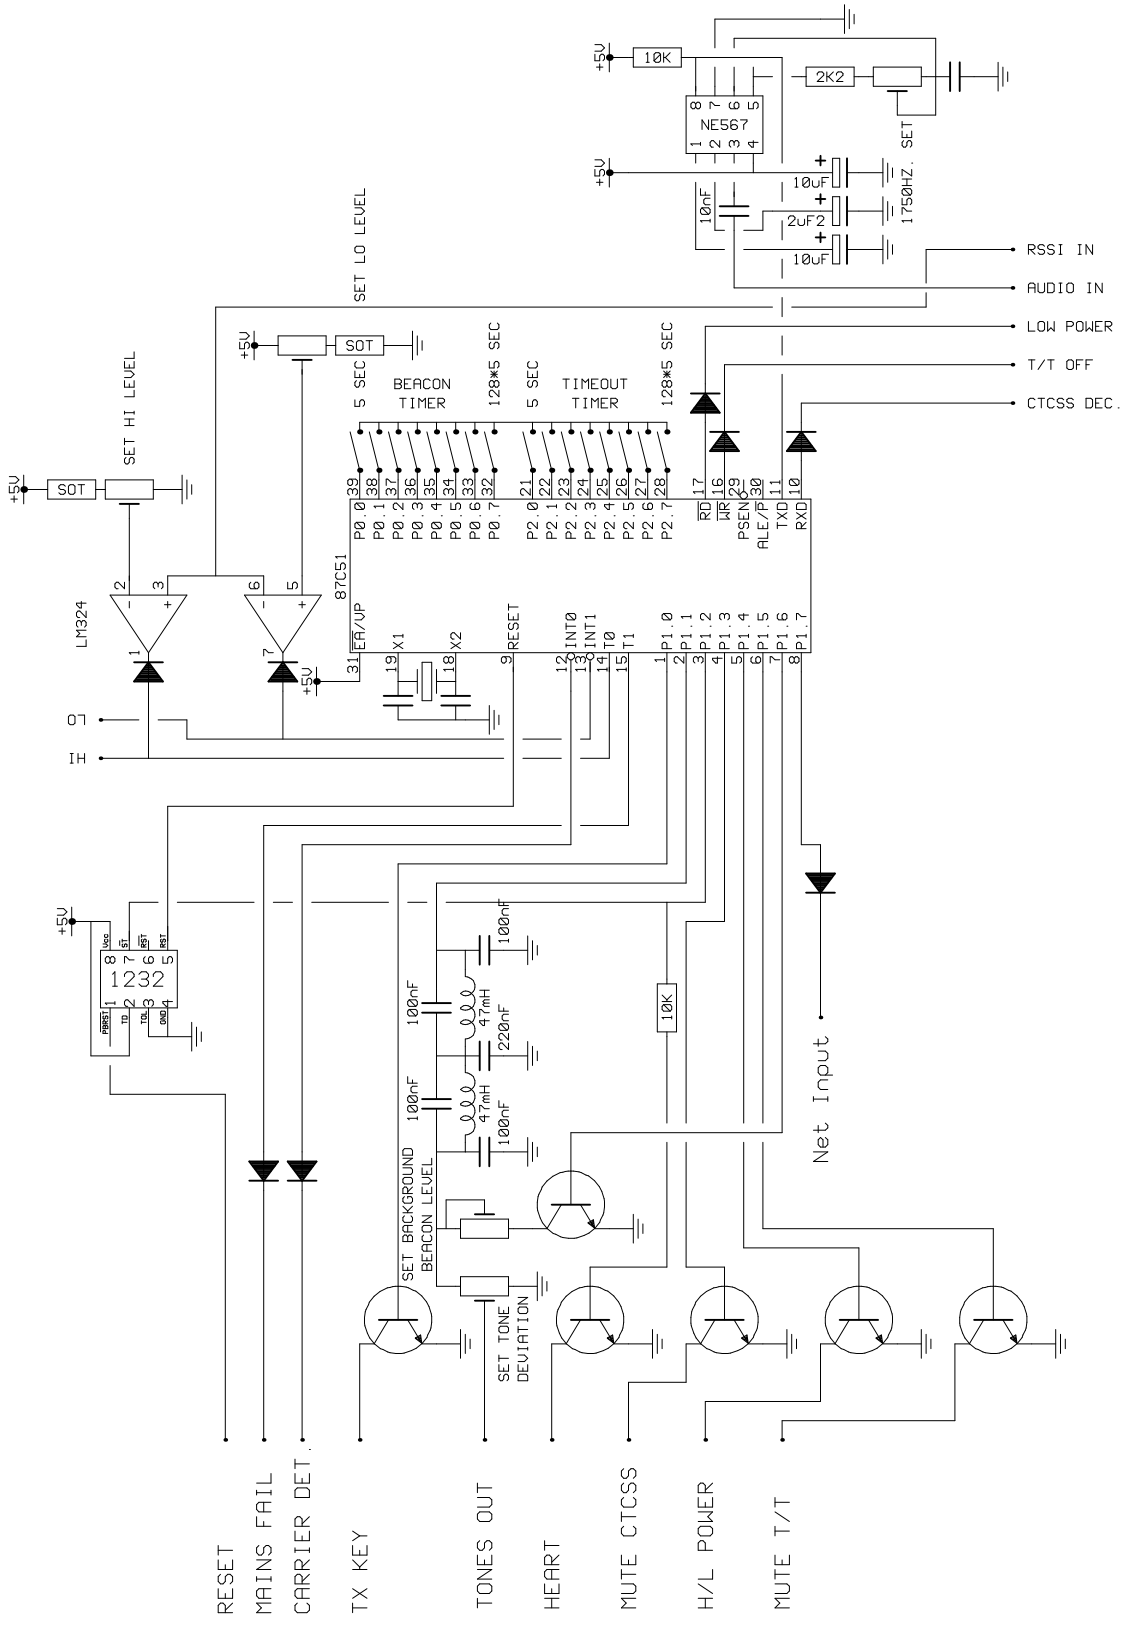 +5V
10K
8
7
6
5
NE567
1
2
3
4
2K2
1750HZ. SET
+5V
10nF
+
10uF
+
2uF2
+
10uF
RSSI IN
AUDIO IN
LOW POWER
T/T OFF
CTCSS DEC.
SET LO LEVEL
+5V
SOT
SET HI LEVEL
+5V
SOT
5 SEC
BEACON
TIMER
128*5 SEC
5 SEC
TIMEOUT
TIMER
128*5 SEC
39
38
37
36
35
34
33
32
21
22
23
24
25
26
27
28
17
16
29
30
11
10
P0.0
P0.1
P0.2
P0.3
P0.4
P0.5
P0.6
P0.7
P2.0
P2.1
P2.2
P2.3
P2.4
P2.5
P2.6
P2.7
RD
WR
PSEN
ALE/P
TXD
RXD
87C51
EA/VP
X1
X2
RESET
INT0
INT1
T0
T1
P1.0
P1.1
P1.2
P1.3
P1.4
P1.5
P1.6
P1.7
31
19
18
9
12
13
14
15
1
2
3
4
5
6
7
8
LM324
2
3
-
+
1
6
5
-
+
7
+5V
LO
HI
+5V
Vcc
ST
RST
RST
8
7
6
5
1232
1
2
3
4
PBRST
TD
TOL
GND
100nF
100nF
47mH
220nF
100nF
47mH
100nF
10K
Net Input
SET BACKGROUND
BEACON LEVEL
SET TONE
DEVIATION
RESET
MAINS FAIL
CARRIER DET.
TX KEY
TONES OUT
HEART
MUTE CTCSS
H/L POWER
MUTE T/T